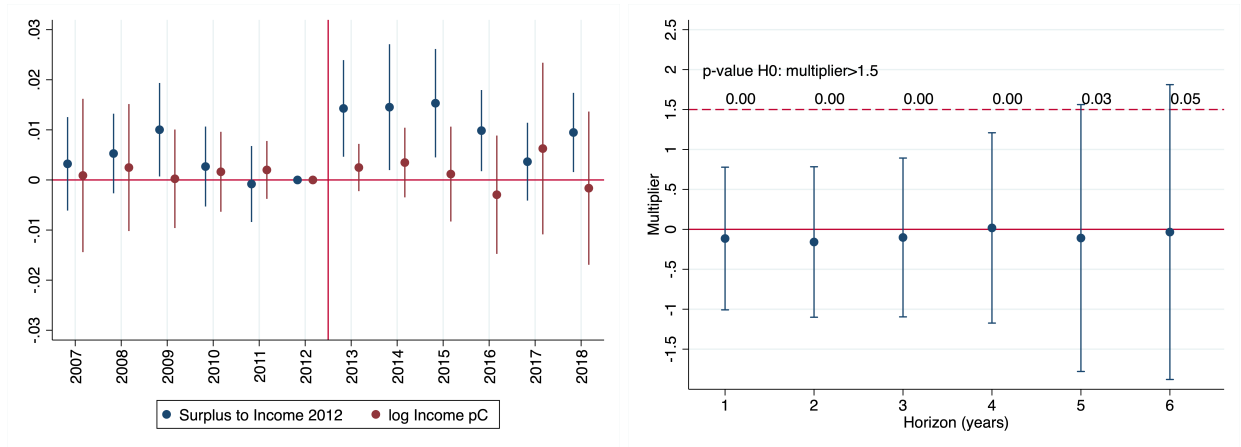 .03
.02
.01
0
-.01
-.02
-.03
2007 2008 2009 2010 2011 2012 2013 2014 2015 2016 2017 2018
Surplus to Income 2012 log Income pC
Multiplier
2.5
2
1.5
1
.5
0
-.5
-1
-1.5
p-value H0: multiplier>1.5
0.00 0.00 0.00 0.00 0.03 0.05
1 2 3 4 5 6
Horizon (years)